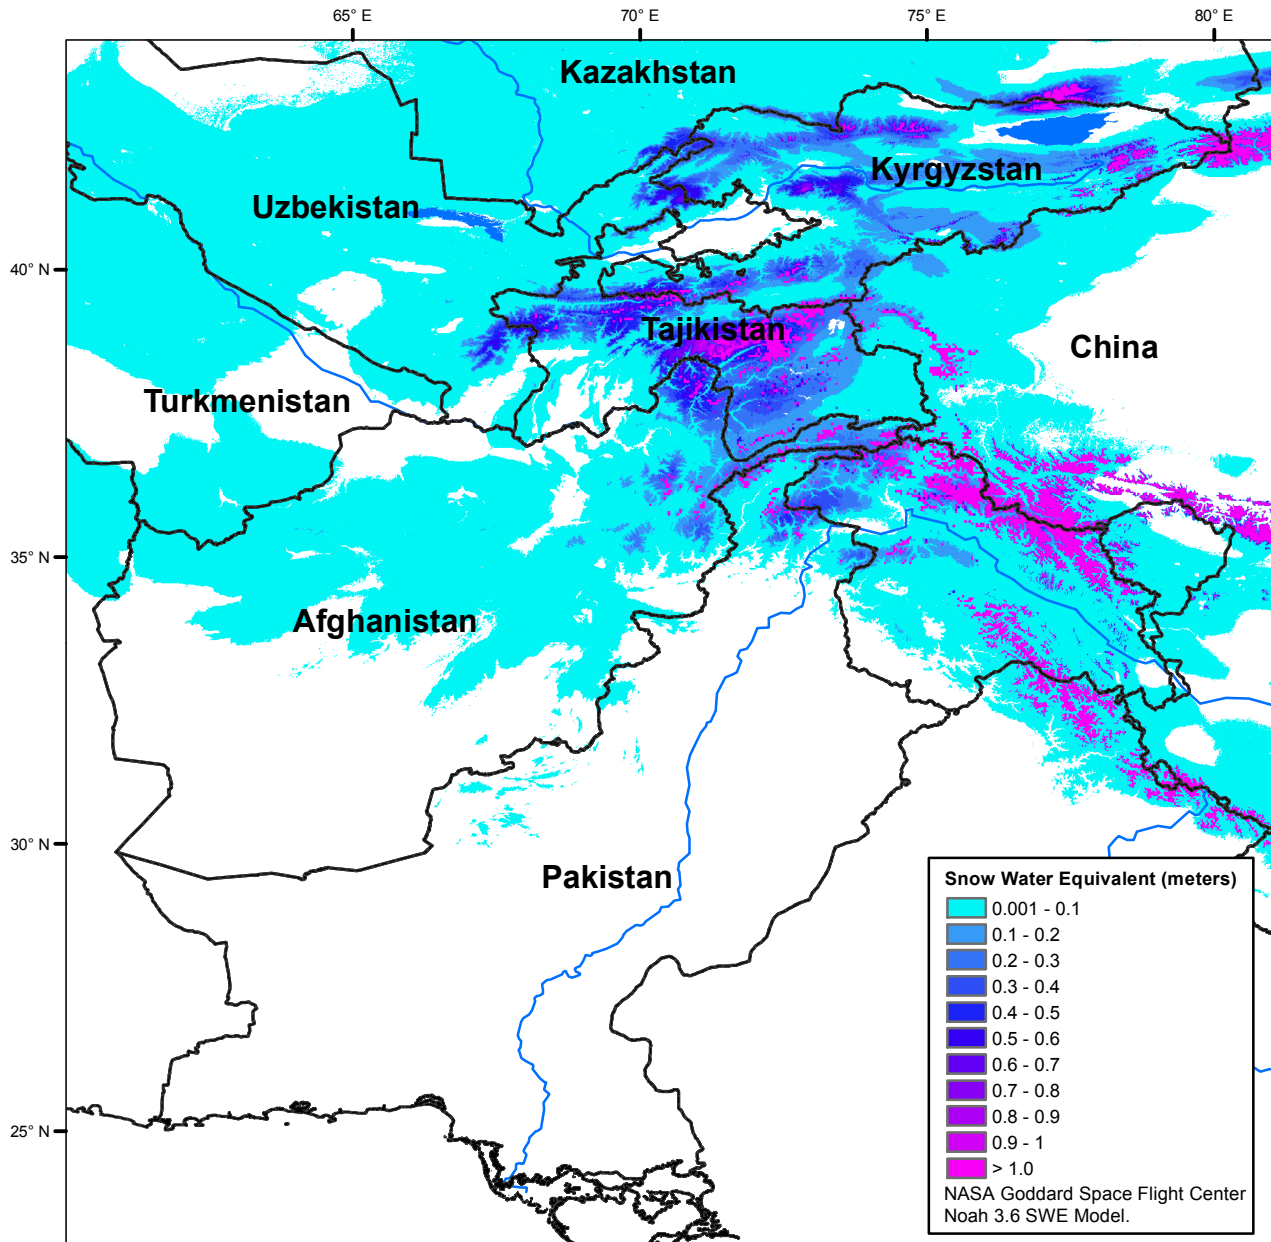 65° E
70° E
75° E
80° E
Kazakhstan
Kyrgyzstan
Uzbekistan
40° N
Tajikistan
China
Turkmenistan
35° N
Afghanistan
30° N
Pakistan
25° N
Snow Water Equivalent (meters)
0.001 - 0.1
0.1 - 0.2
0.2 - 0.3
0.3 - 0.4
0.4 - 0.5
0.5 - 0.6
0.6 - 0.7
0.7 - 0.8
0.8 - 0.9
0.9 - 1
> 1.0
NASA Goddard Space Flight Center
Noah 3.6 SWE Model.